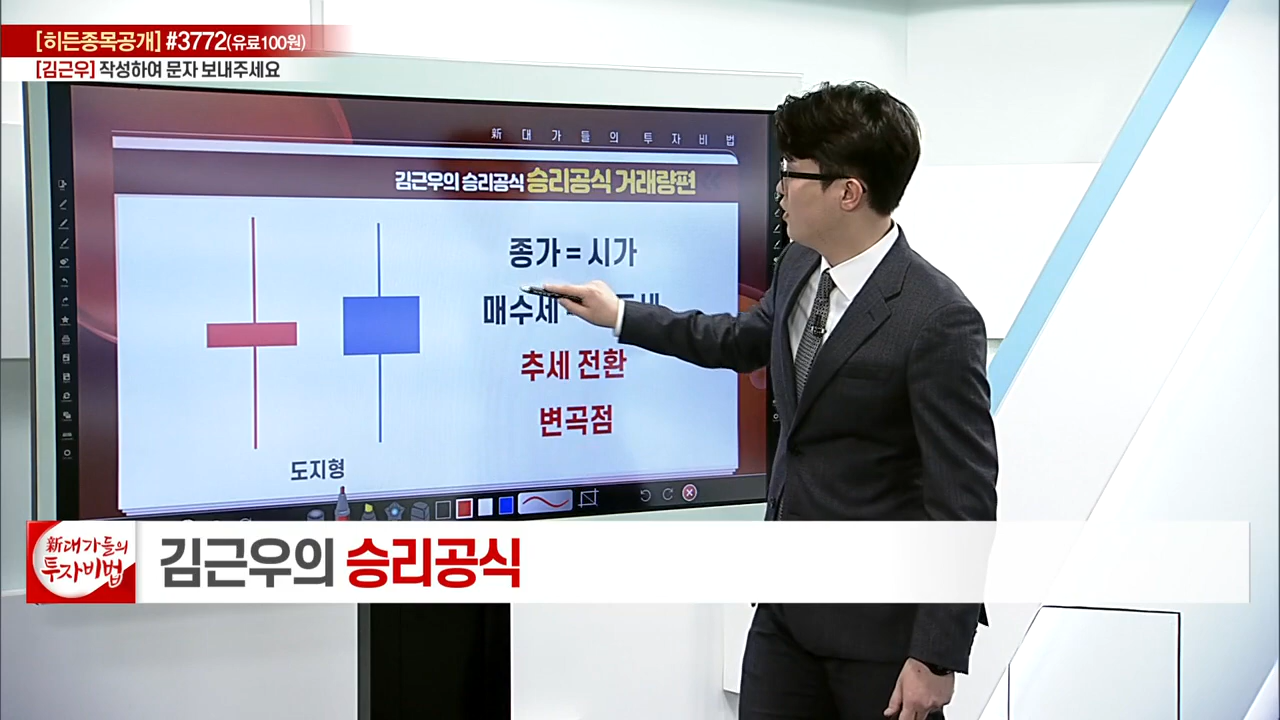 [히든종목공개] #3772(유료100원)
[김근우] 작성하여 문자 보내주세요
新 대 가 들 의 투 자 비 법
김근우의 승리공식 승리공식 거래량편
종가 = 시가
매수세 =
추세 전환
변곡점
도지형
新대가들의
투자비법
김근우의 승리공식